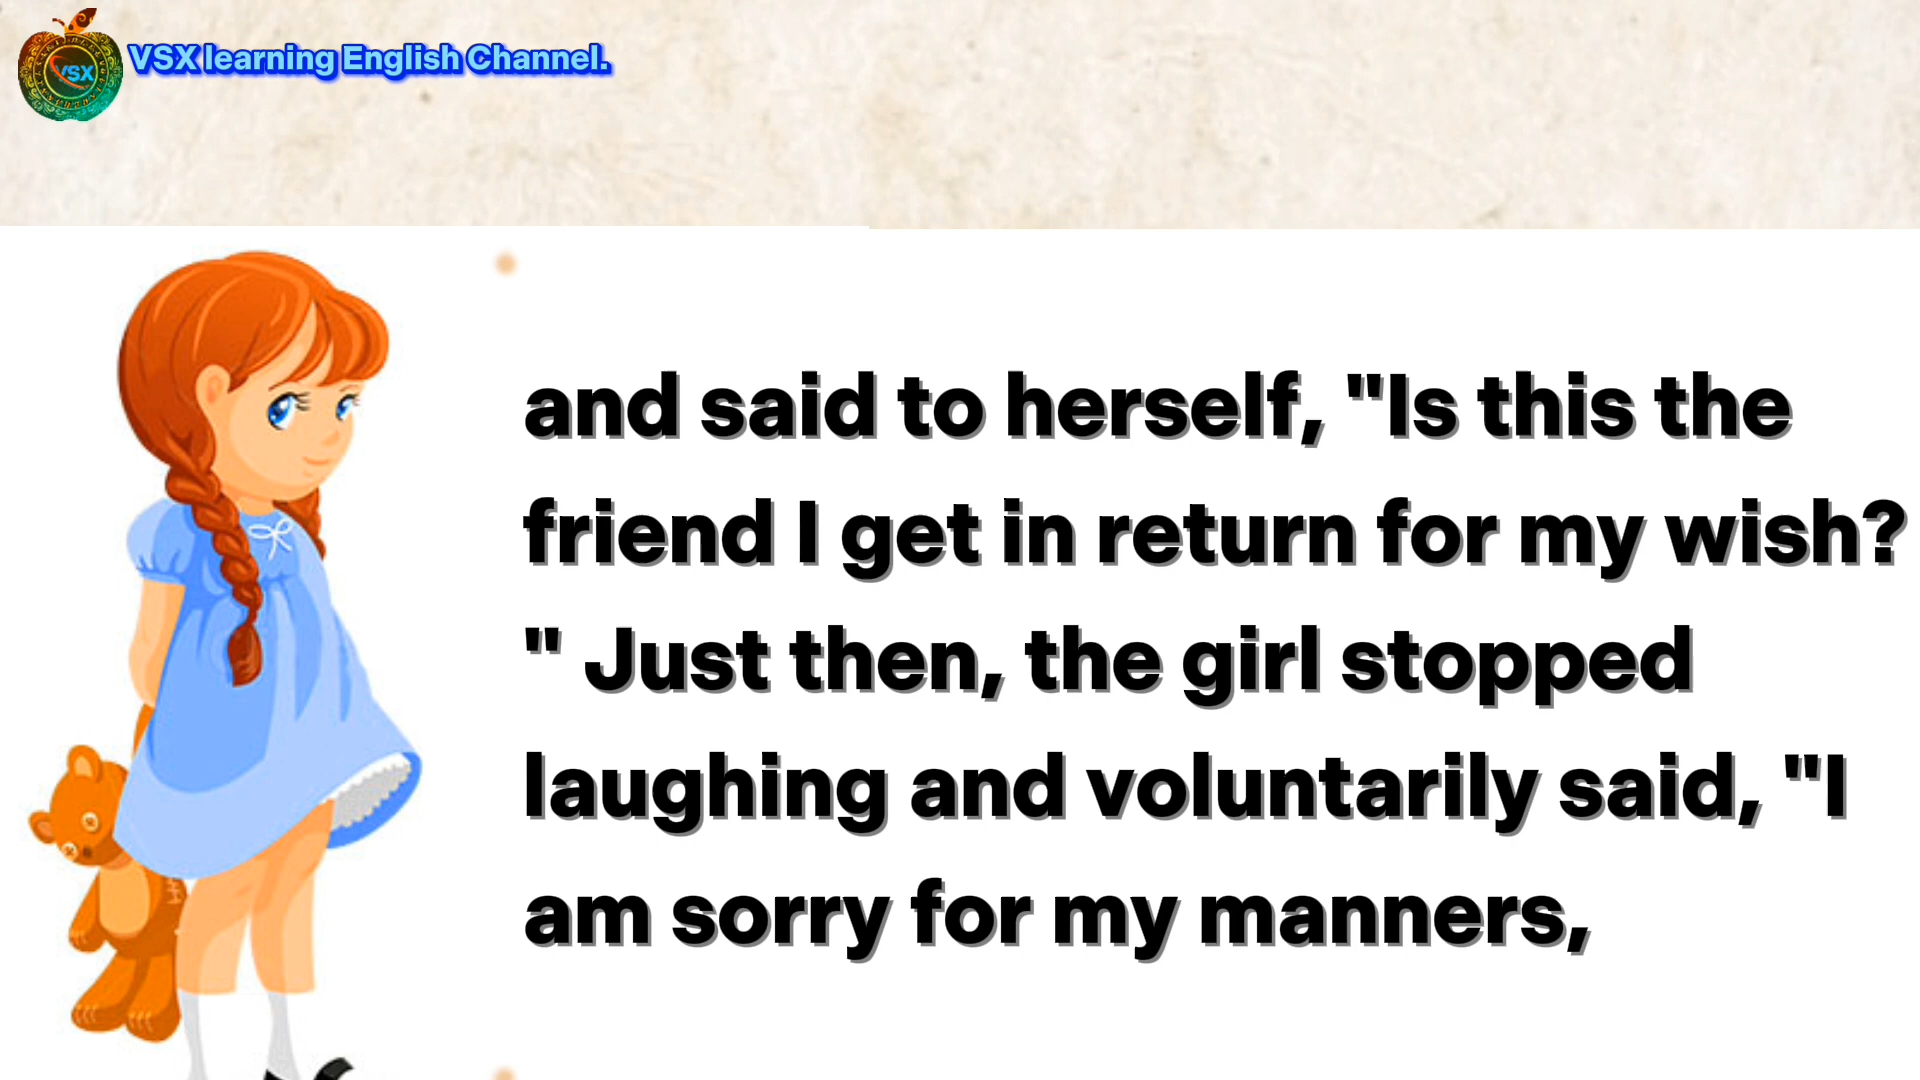 VSX learning English Channel.
VSX
and said to herself, "Is this the
friend I get in return for my wish?
" Just then, the girl stopped
laughing and voluntarily said, "I
am sorry for my manners,